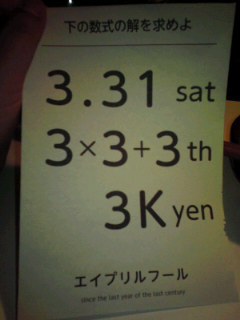 下の数式の解を求めよ
3.31 sat
3×3+3th
3K yen
エイプリルフール
since the last year of the last century